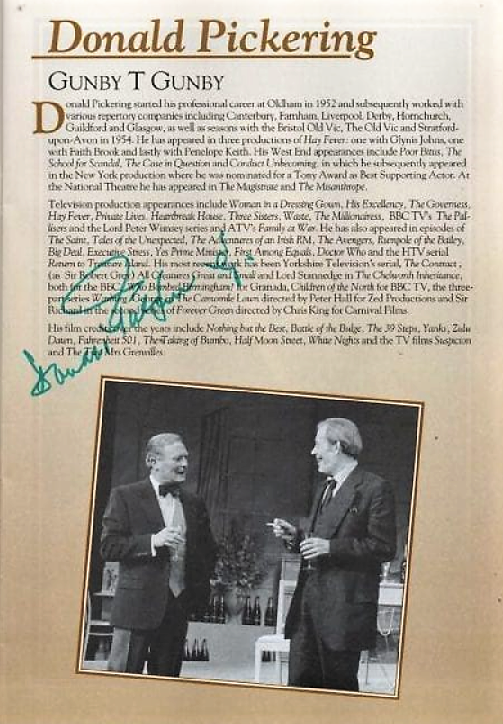 Donald Pickering
GUNBY T GUNBY
Donald Pickering started his professional career at Oldham in 1952 and subsequently worked with
various repertory companies including Canterbury, Farnham, Liverpool, Derby, Hornchurch,
Guildford and Glasgow, as well as seasons with the Bristol Old Vic, The Old Vic and Stratford-
upon-Avon in 1954. He has appeared in three productions of Hay Fever: one with Glynis Johns, one
with Faith Brook and lastly with Penelope Keith. His West End appearances include Poor Bitos, The
School for Scandal, The Case in Question and Conduct Unbecoming, in which he subsequently appeared
in the New York production where he was nominated for a Tony Award as Best Supporting Actor. At
the National Theatre he has appeared in The Magistrate and The Misanthrope.
Television production appearances include Woman in a Dressing Gown, His Excellency, The Governess,
Hay Fever, Private Lives, Heartbreak House, Three Sisters, Waste, The Millionairess, BBC TV's The Pal-
lisers and the Lord Peter Wimsey series and ATV's Family at War. He has also appeared in episodes of
The Saint, Tales of the Unexpected, The Adventures of an Irish RM, The Avengers, Rumpole of the Bailey,
Big Deal, Executive Stress, Yes Prime Minister, First Among Equals, Doctor Who and the HTV serial
Return to Treasure Island. His most recent work has been Yorkshire Television's serial, The Contract,
(as Sir Robert Grey) All Creatures Great and Small and Lord Stannedge in The Chelworth Inheritance,
both for the BBC, Who Bombed Birmingham? for Granada, Children of the North for BBC TV, the three-
part series The Camomile Lawn directed by Peter Hall for Zed Productions and Sir
Richard in the of Forever Green directed by Chris King for Carnival Films.
His film credits over the years include Nothing but the Best, Battle of the Bulge, The 39 Steps, Yanks, Zulu
Dawn, Fahrenheit 501, The Taking of Bumbo, Half Moon Street, White Nights and the TV films Suspicion
and The Two Mrs Grenvilles.
Donald Pickering